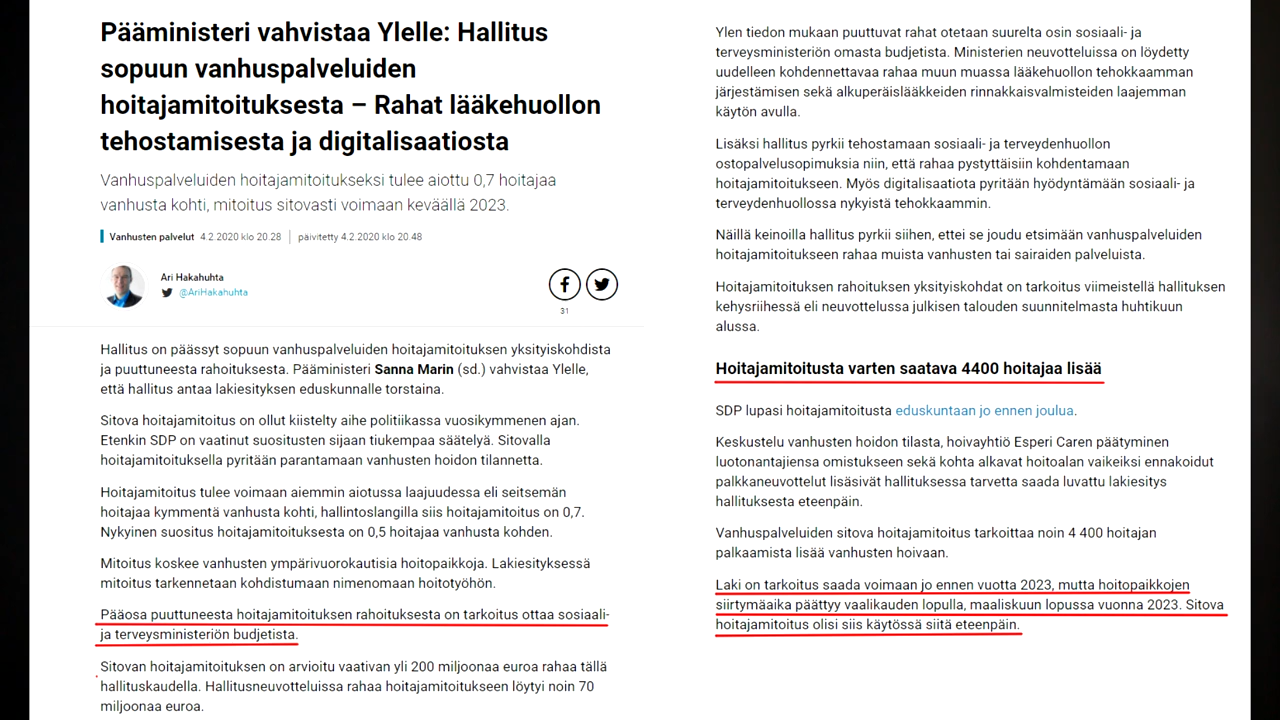 Pääministeri vahvistaa Ylelle: Hallitus
sopuun vanhuspalveluiden
hoitajamitoituksesta – Rahat lääkehuollon
tehostamisesta ja digitalisaatiosta
Vanhuspalveluiden hoitajamitoitukseksi tulee aiottu 0,7 hoitajaa
vanhusta kohti, mitoitus sitovasti voimaan keväällä 2023.
Vanhusten palvelut 4.2.2020 klo 20.28 päivitetty 4.2.2020 klo 20.48
Ari Hakahuhta
@AriHakahuhta
31
Hallitus on päässyt sopuun vanhuspalveluiden hoitajamitoituksen yksityiskohdista
ja puuttuneesta rahoituksesta. Pääministeri Sanna Marin (sd.) vahvistaa Ylelle,
että hallitus antaa lakiesityksen eduskunnalle torstaina.
Sitova hoitajamitoitus on ollut kiistelty aihe politiikassa vuosikymmenen ajan.
Etenkin SDP on vaatinut suositusten sijaan tiukempaa säätelyä. Sitovalla
hoitajamitoituksella pyritään parantamaan vanhusten hoidon tilannetta.
Hoitajamitoitus tulee voimaan aiemmin aiotussa laajuudessa eli seitsemän
hoitajaa kymmentä vanhusta kohti, hallintoslangilla siis hoitajamitoitus on 0,7.
Nykyinen suositus hoitajamitoituksesta on 0,5 hoitajaa vanhusta kohden.
Mitoitus koskee vanhusten ympärivuorokautisia hoitopaikkoja. Lakiesityksessä
mitoitus tarkennetaan kohdistumaan nimenomaan hoitotyöhön.
Pääosa puuttuneesta hoitajamitoituksen rahoituksesta on tarkoitus ottaa sosiaali-
ja terveysministeriön budjetista.
Sitovan hoitajamitoituksen on arvioitu vaativan yli 200 miljoonaa euroa rahaa tällä
hallituskaudella. Hallitusneuvotteluissa rahaa hoitajamitoitukseen löytyi noin 70
miljoonaa euroa.
Ylen tiedon mukaan puuttuvat rahat otetaan suurelta osin sosiaali- ja
terveysministeriön omasta budjetista. Ministerien neuvotteluissa on löydetty
uudelleen kohdennettavaa rahaa muun muassa lääkehuollon tehokkaamman
järjestämisen sekä alkuperäislääkkeiden rinnakkaisvalmisteiden laajemman
käytön avulla.
Lisäksi hallitus pyrkii tehostamaan sosiaali- ja terveydenhuollon
ostopalvelusopimuksia niin, että rahaa pystyttäisiin kohdentamaan
hoitajamitoitukseen. Myös digitalisaatiota pyritään hyödyntämään sosiaali- ja
terveydenhuollossa nykyistä tehokkaammin.
Näillä keinoilla hallitus pyrkii siihen, ettei se joudu etsimään vanhuspalveluiden
hoitajamitoitukseen rahaa muista vanhusten tai sairaiden palveluista.
Hoitajamitoituksen rahoituksen yksityiskohdat on tarkoitus viimeistellä hallituksen
kehysriihessä eli neuvottelussa julkisen talouden suunnitelmasta huhtikuun
alussa.
Hoitajamitoitusta varten saatava 4400 hoitajaa lisää
SDP lupasi hoitajamitoitusta eduskuntaan jo ennen joulua.
Keskustelu vanhusten hoidon tilasta, hoivayhtiö Esperi Caren päätyminen
luotonantajiensa omistukseen sekä kohta alkavat hoitoalan vaikeiksi ennakoidut
palkkaneuvottelut lisäsivät hallituksessa tarvetta saada luvattu lakiesitys
hallituksesta eteenpäin.
Vanhuspalveluiden sitova hoitajamitoitus tarkoittaa noin 4 400 hoitajan
palkaamista lisää vanhusten hoivaan.
Laki on tarkoitus saada voimaan jo ennen vuotta 2023, mutta hoitopaikkojen
siirtymäaika päättyy vaalikauden lopulla, maaliskuun lopussa vuonna 2023. Sitova
hoitajamitoitus olisi siis käytössä siitä eteenpäin.